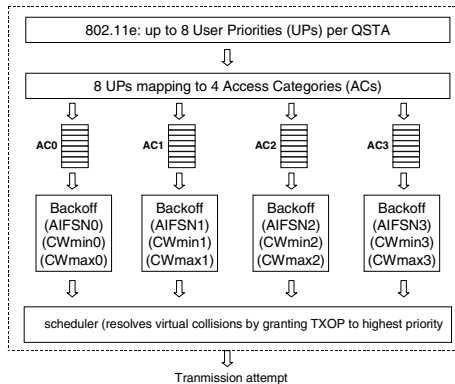 802.11e: up to 8 User Priorities (UPs) per QSTA
8 UPs mapping to 4 Access Categories (ACs)
AC0 AC1 AC2 AC3
Backoff Backoff Backoff Backoff
(AIFSN0) (AIFSN1) (AIFSN2) (AIFSN3)
(CWmin0) (CWmin1) (CWmin2) (CWmin3)
(CWmax0) (CWmax1) (CWmax2) (CWmax3)
scheduler (resolves virtual collisions by granting TXOP to highest priority
Tranmission attempt